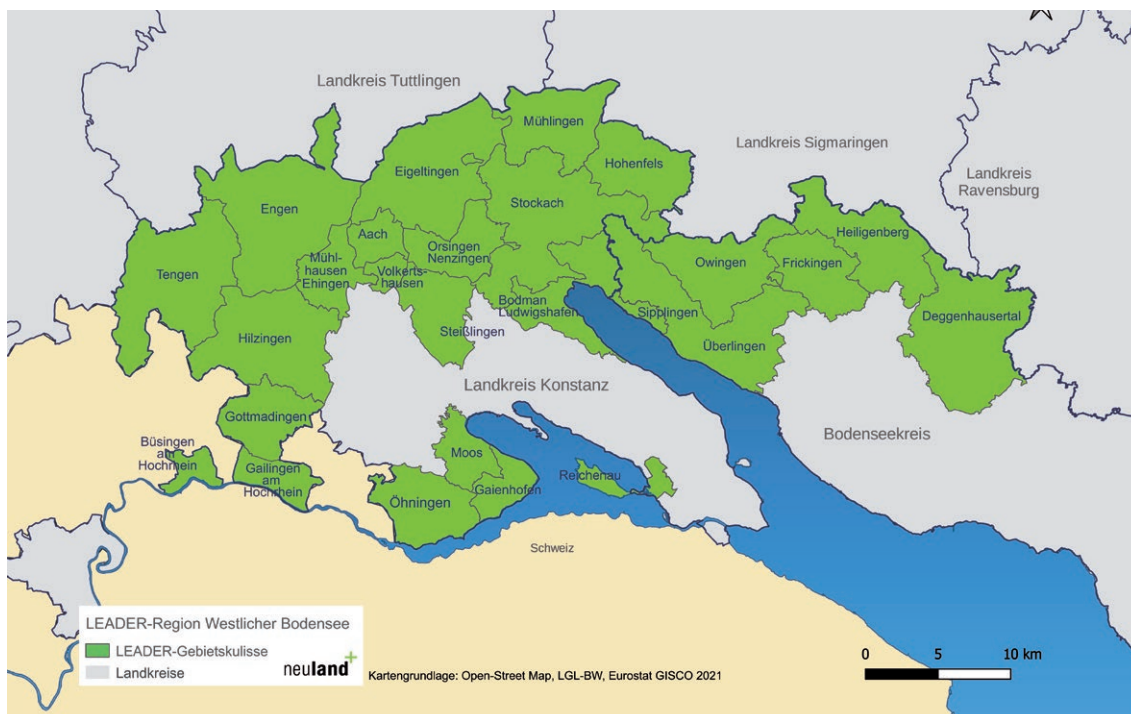 Landkreis Tuttlingen
Mühlingen
Landkreis Sigmaringen
Hohenfels
Eigeltingen
Landkreis
Ravensburg
Stockach
Engen
Aach
Heiligenberg
Orsingen
Nenzingen
Owingen
Frickingen
Mühl-
hausen
Ehingen
Volkerts-
hausen
Tengen
Bodman
Ludwigshafen
Sipplingen
Deggenhausertal
Steißlingen
Hilzingen
Überlingen
Landkreis Konstanz
Gottmadingen
Bodenseekreis
Büsingen
am
Hochrhein
Moos
Gailingen
am
Hochrhein
Reichenau
Öhningen
Gaienhofen
Schweiz
LEADER-Region Westlicher Bodensee
LEADER-Gebietskulisse
Landkreise
neuland+
Kartengrundlage: Open-Street Map, LGL-BW, Eurostat GISCO 2021
0 5 10 km